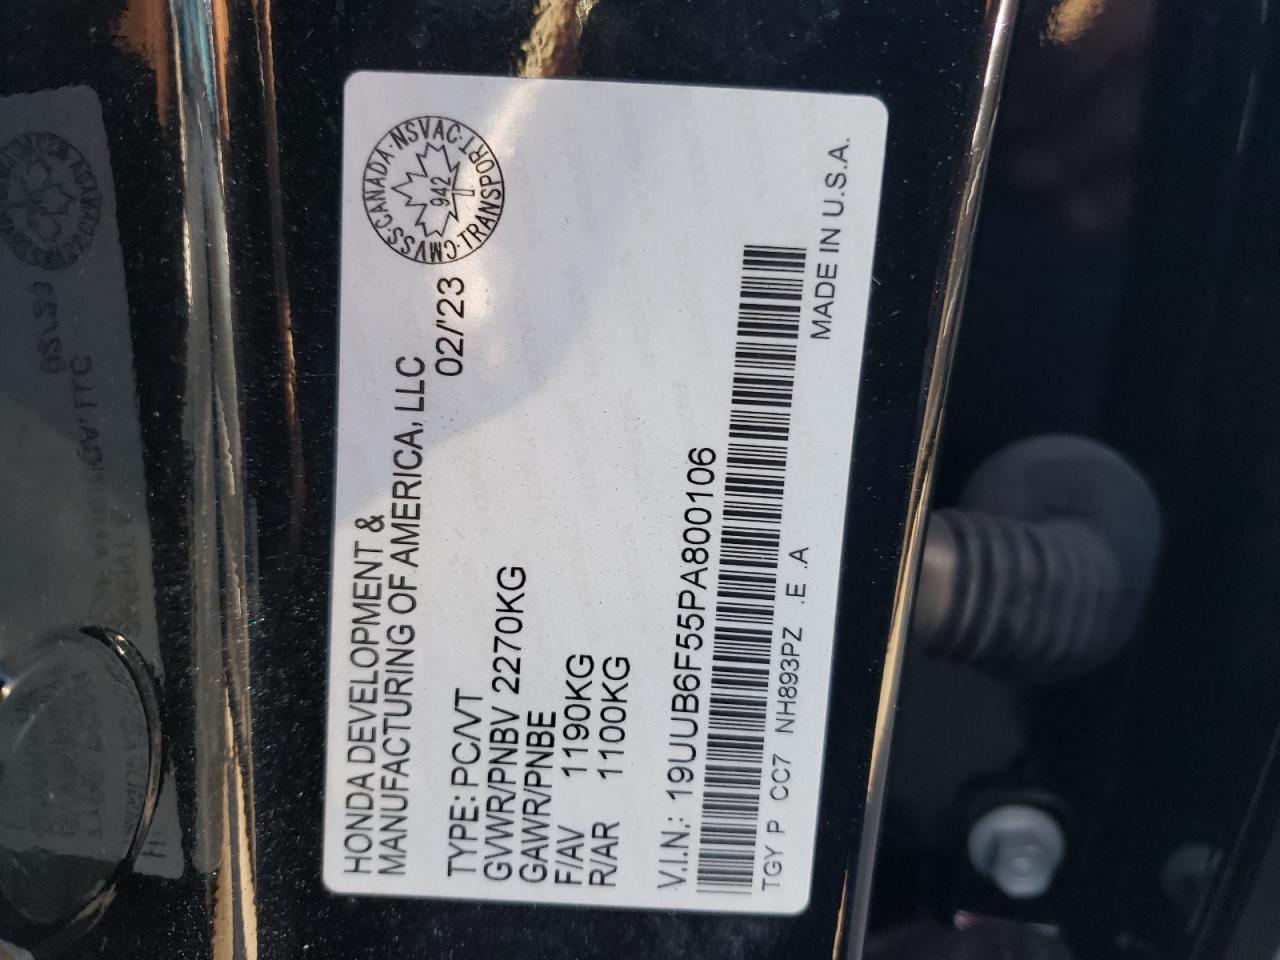 HONDA DEVELOPMENT &
MANUFACTURING OF AMERICA, LLC
02/'23
CMVSS·CANADA·NSVAC·TRANSPORT·
942
TYPE: PC/VT
GVWR/PNBV 2270KG
GAWR/PNBE
F/AV 1190KG
R/AR 1100KG
V.I.N.: 19UUB6F55PA800106
TGY P CC7 NH893PZ .E .A
MADE IN U.S.A.